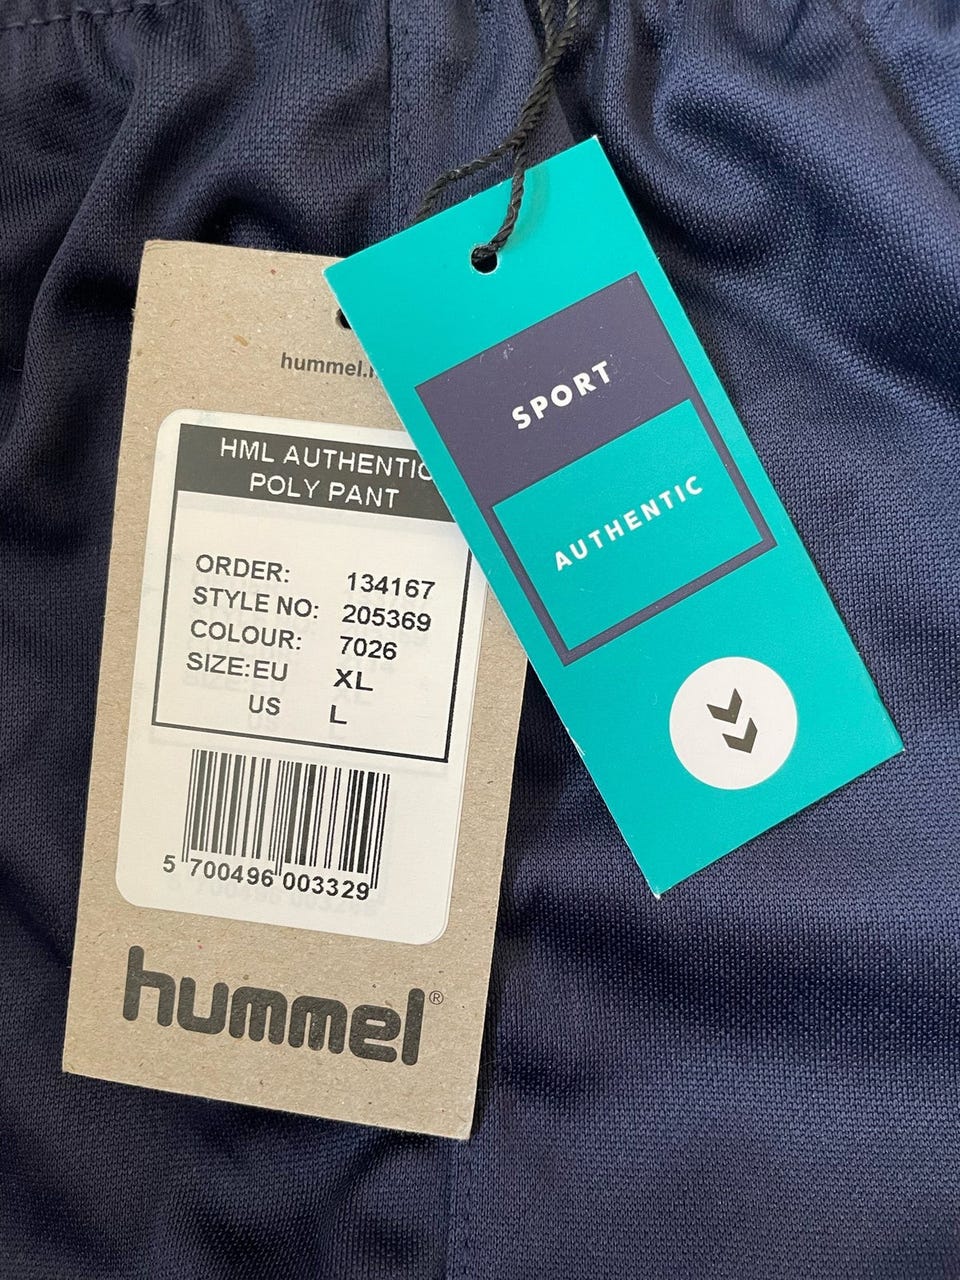 hummel.
HML AUTHENTIC
POLY PANT
ORDER: 134167
STYLE NO: 205369
COLOUR: 7026
SIZE:EU XL
US L
5 700496 003329
hummel®
SPORT
AUTHENTIC